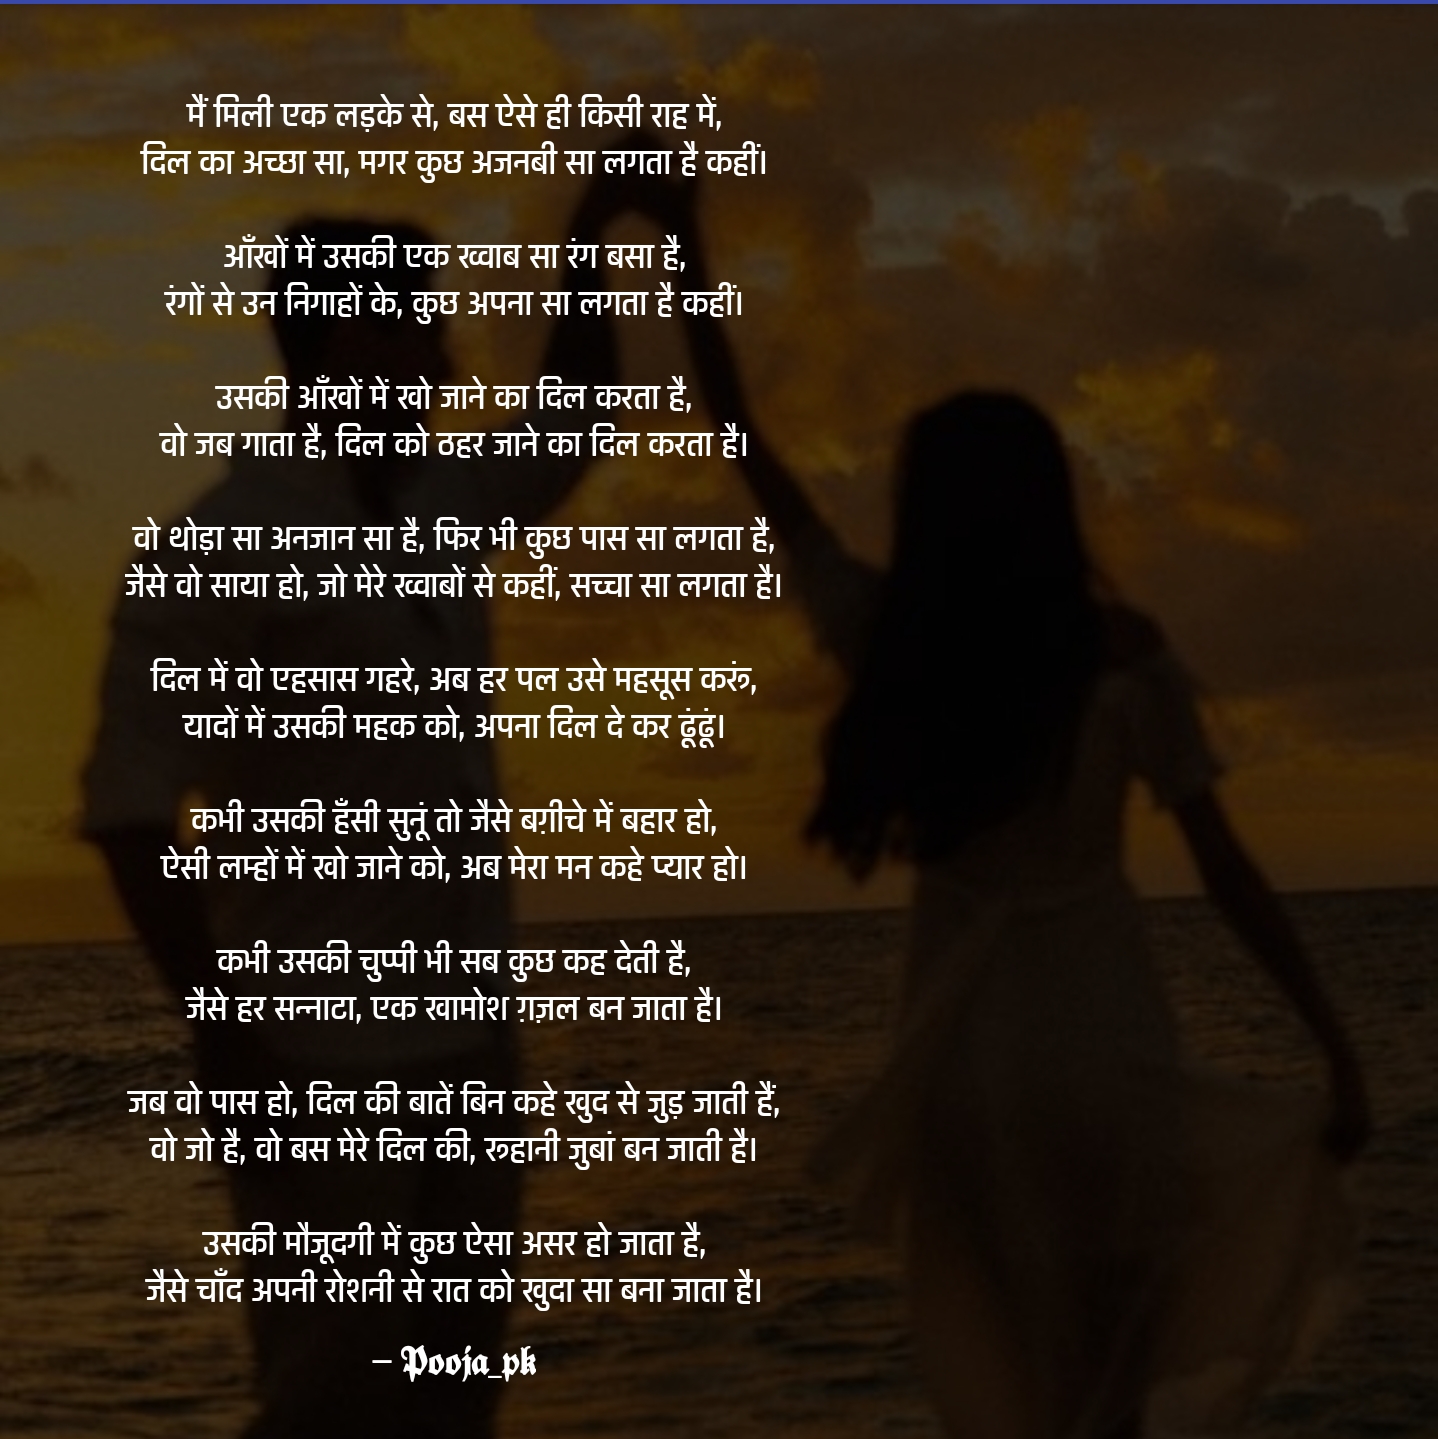 मैं मिली एक लड़के से, बस ऐसे ही किसी राह में,
दिल का अच्छा सा, मगर कुछ अजनबी सा लगता है कहीं।
आँखों में उसकी एक ख्वाब सा रंग बसा है,
रंगों से उन निगाहों के, कुछ अपना सा लगता है कहीं।
उसकी आँखों में खो जाने का दिल करता है,
वो जब गाता है, दिल को ठहर जाने का दिल करता है।
वो थोड़ा सा अनजान सा है, फिर भी कुछ पास सा लगता है,
जैसे वो साया हो, जो मेरे ख्वाबों से कहीं, सच्चा सा लगता है।
दिल में वो एहसास गहरे, अब हर पल उसे महसूस करूं,
यादों में उसकी महक को, अपना दिल दे कर ढूंढूं।
कभी उसकी हँसी सुनूं तो जैसे बग़ीचे में बहार हो,
ऐसी लम्हों में खो जाने को, अब मेरा मन कहे प्यार हो।
कभी उसकी चुप्पी भी सब कुछ कह देती है,
जैसे हर सन्नाटा, एक खामोश ग़ज़ल बन जाता है।
जब वो पास हो, दिल की बातें बिन कहे खुद से जुड़ जाती हैं,
वो जो है, वो बस मेरे दिल की, रूहानी जुबां बन जाती है।
उसकी मौजूदगी में कुछ ऐसा असर हो जाता है,
जैसे चाँद अपनी रोशनी से रात को खुदा सा बना जाता है।
– Pooja_pk